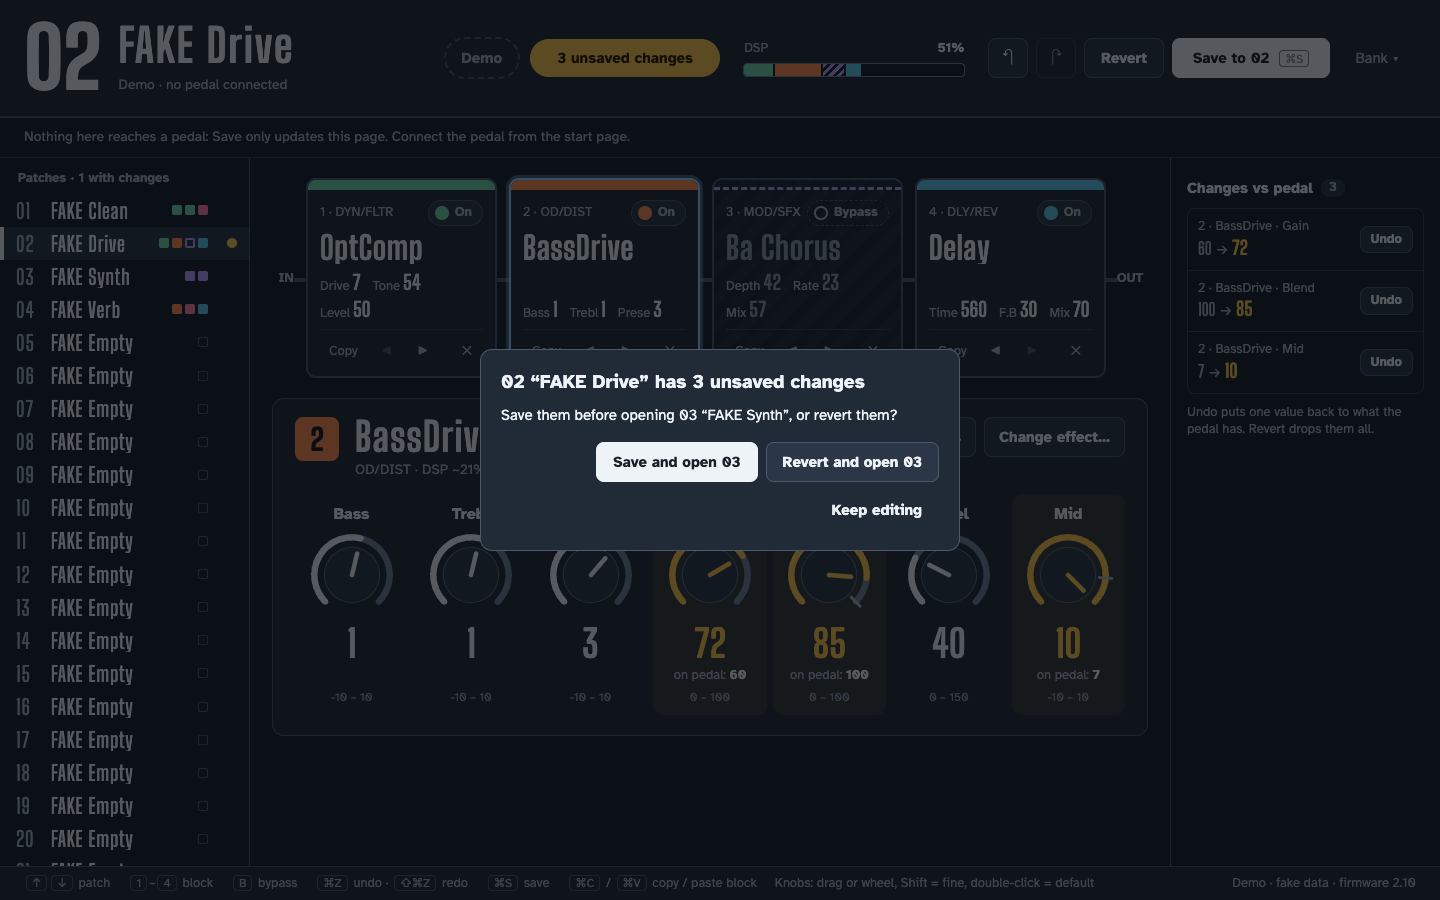 02 FAKE Drive
Demo · no pedal connected
Demo
3 unsaved changes
DSP 51%
Revert
Save to 02 ⌘S
Bank ▾
Nothing here reaches a pedal: Save only updates this page. Connect the pedal from the start page.
Patches · 1 with changes
01 FAKE Clean
02 FAKE Drive
03 FAKE Synth
04 FAKE Verb
05 FAKE Empty
06 FAKE Empty
07 FAKE Empty
08 FAKE Empty
09 FAKE Empty
10 FAKE Empty
11 FAKE Empty
12 FAKE Empty
13 FAKE Empty
14 FAKE Empty
15 FAKE Empty
16 FAKE Empty
17 FAKE Empty
18 FAKE Empty
19 FAKE Empty
20 FAKE Empty
IN
1 · DYN/FLTR On
OptComp
Drive 7 Tone 54
Level 50
Copy ◀ ▶ ✕
2 · OD/DIST On
BassDrive
Bass 1 Trebl 1 Prese 3
3 · MOD/SFX Bypass
Ba Chorus
Depth 42 Rate 23
Mix 57
4 · DLY/REV On
Delay
Time 560 F.B 30 Mix 70
◀ ▶ ✕
OUT
02 “FAKE Drive” has 3 unsaved changes
Save them before opening 03 “FAKE Synth”, or revert them?
Save and open 03
Revert and open 03
Keep editing
2 BassDriv
OD/DIST · DSP ~21%
Change effect…
Bass
1
-10 – 10
1
-10 – 10
3
-10 – 10
72
on pedal: 60
0 – 100
85
on pedal: 100
0 – 100
40
0 – 150
Mid
10
on pedal: 7
-10 – 10
Changes vs pedal 3
2 · BassDrive · Gain
60 → 72
Undo
2 · BassDrive · Blend
100 → 85
Undo
2 · BassDrive · Mid
7 → 10
Undo
Undo puts one value back to what the
pedal has. Revert drops them all.
↑ ↓ patch 1 – 4 block B bypass ⌘Z undo · ⇧⌘Z redo ⌘S save ⌘C / ⌘V copy / paste block Knobs: drag or wheel, Shift = fine, double-click = default
Demo · fake data · firmware 2.10